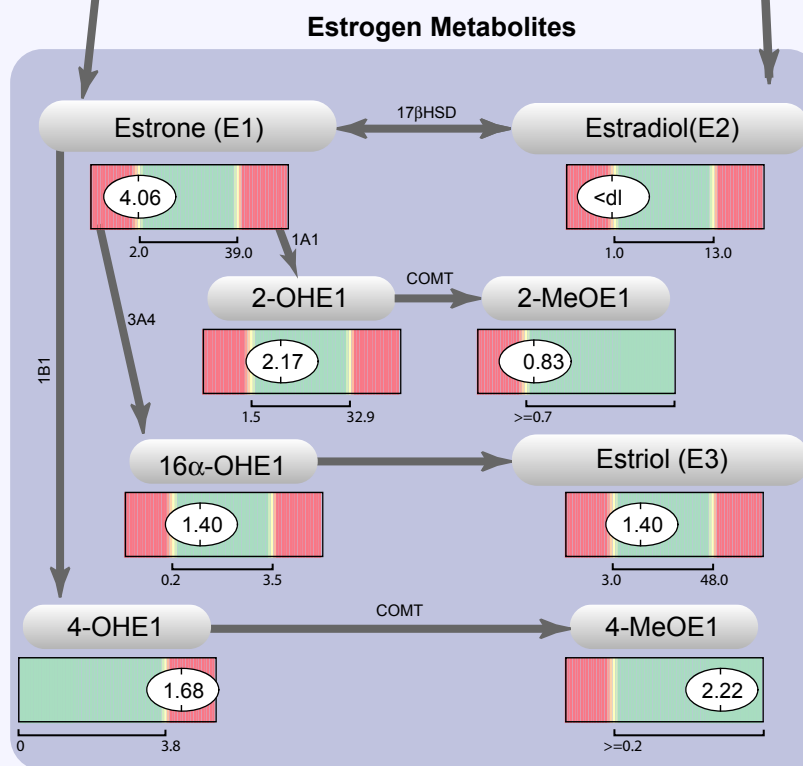 Estrogen Metabolites
Estrone (E1)
17βHSD
Estradiol(E2)
4.06
<dl
2.0
39.0
1.0
13.0
1A1
COMT
2-OHE1
2-MeOE1
3A4
2.17
0.83
1B1
1.5
32.9
>=0.7
16α-OHE1
Estriol (E3)
1.40
1.40
0.2
3.5
3.0
48.0
4-OHE1
COMT
4-MeOE1
1.68
2.22
0
3.8
>=0.2